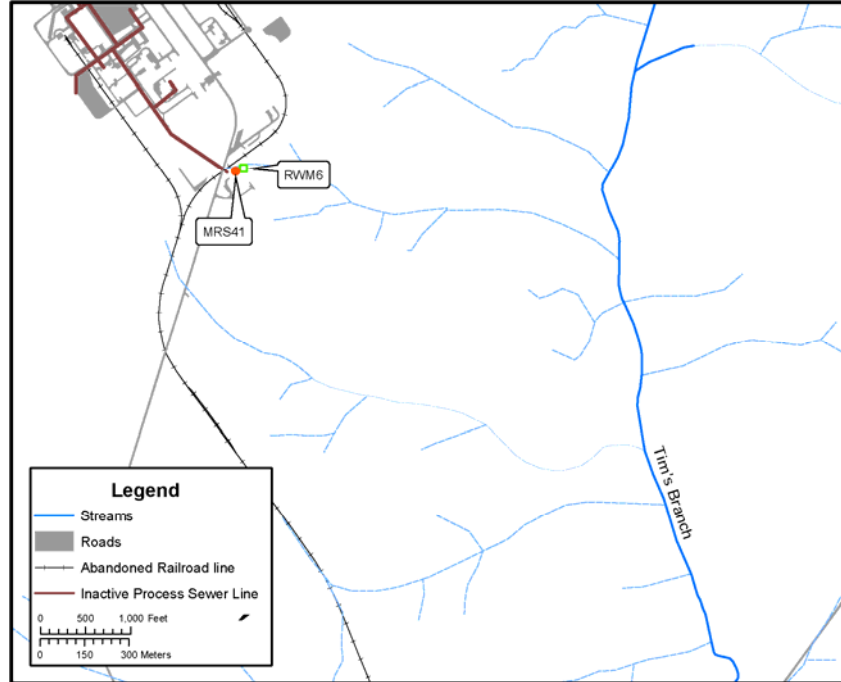 RWM6
MRS41
Tim's Branch
Legend
Streams
Roads
Abandoned Railroad line
Inactive Process Sewer Line
0 500 1,000 Feet
0 150 300 Meters